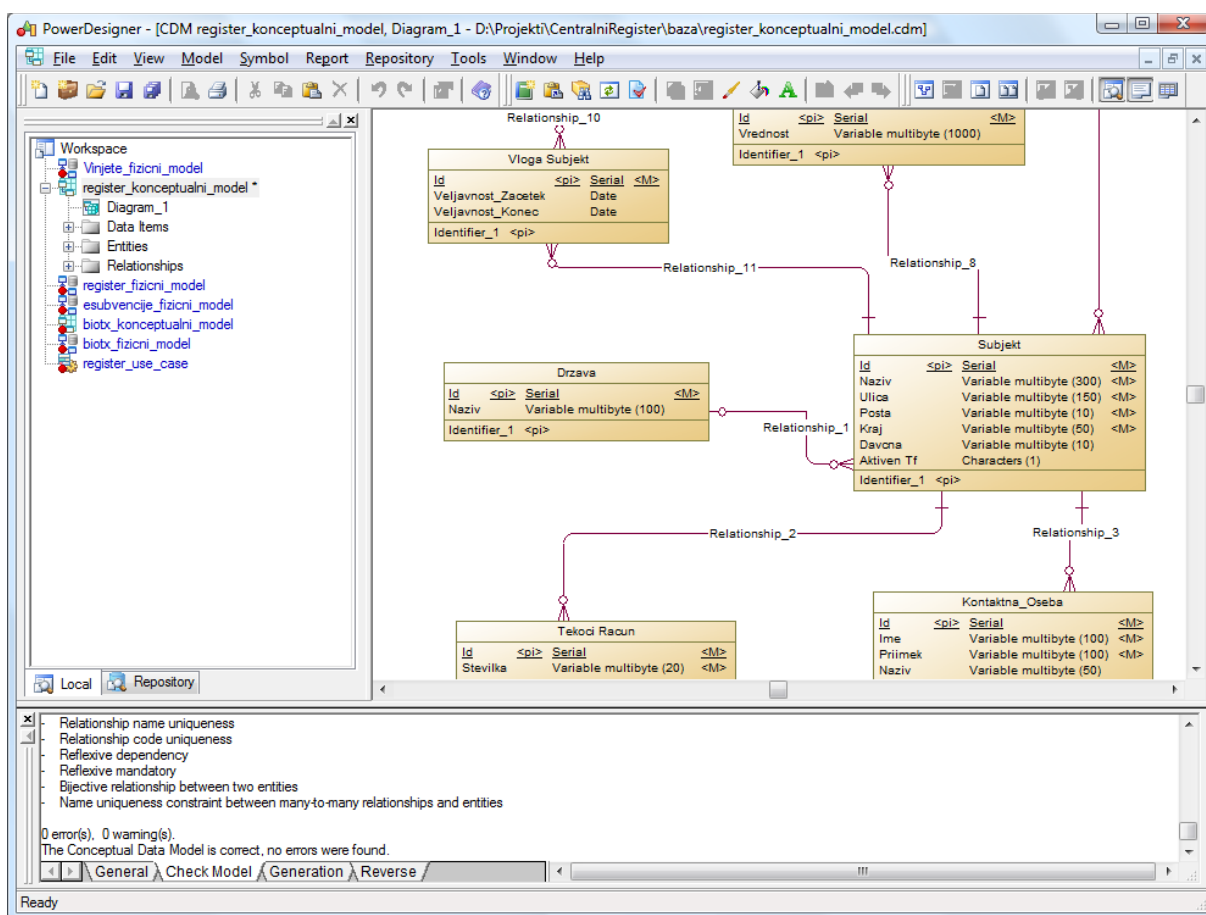 PowerDesigner - [CDM register_konceptualni_model, Diagram_1 - D:\Projekti\CentralniRegister\baza\register_konceptualni_model.cdm]
File Edit View Model Symbol Report Repository Tools Window Help
Workspace
Vinjete_fizicni_model
register_konceptualni_model *
Diagram_1
Data Items
Entities
Relationships
register_fizicni_model
esubvencije_fizicni_model
biotx_konceptualni_model
biotx_fizicni_model
register_use_case
Local Repository
Relationship_10
Vloga Subjekt
Id <pi> Serial <M>
Veljavnost_Zacetek Date
Veljavnost_Konec Date
Identifier_1 <pi>
Id <pi> Serial <M>
Vrednost Variable multibyte (1000)
Identifier_1 <pi>
Relationship_11
Relationship_8
Drzava
Id <pi> Serial <M>
Naziv Variable multibyte (100)
Identifier_1 <pi>
Relationship_1
Subjekt
Id <pi> Serial <M>
Naziv Variable multibyte (300) <M>
Ulica Variable multibyte (150) <M>
Posta Variable multibyte (10) <M>
Kraj Variable multibyte (50) <M>
Davcna Variable multibyte (10)
Aktiven Tf Characters (1)
Identifier_1 <pi>
Relationship_2
Relationship_3
Tekoci Racun
Id <pi> Serial <M>
Stevilka Variable multibyte (20) <M>
Kontaktna_Oseba
Id <pi> Serial <M>
Ime Variable multibyte (100) <M>
Priimek Variable multibyte (100) <M>
Naziv Variable multibyte (50)
- Relationship name uniqueness
- Relationship code uniqueness
- Reflexive dependency
- Reflexive mandatory
- Bijective relationship between two entities
- Name uniqueness constraint between many-to-many relationships and entities
0 error(s), 0 warning(s).
The Conceptual Data Model is correct, no errors were found.
General Check Model Generation Reverse
Ready